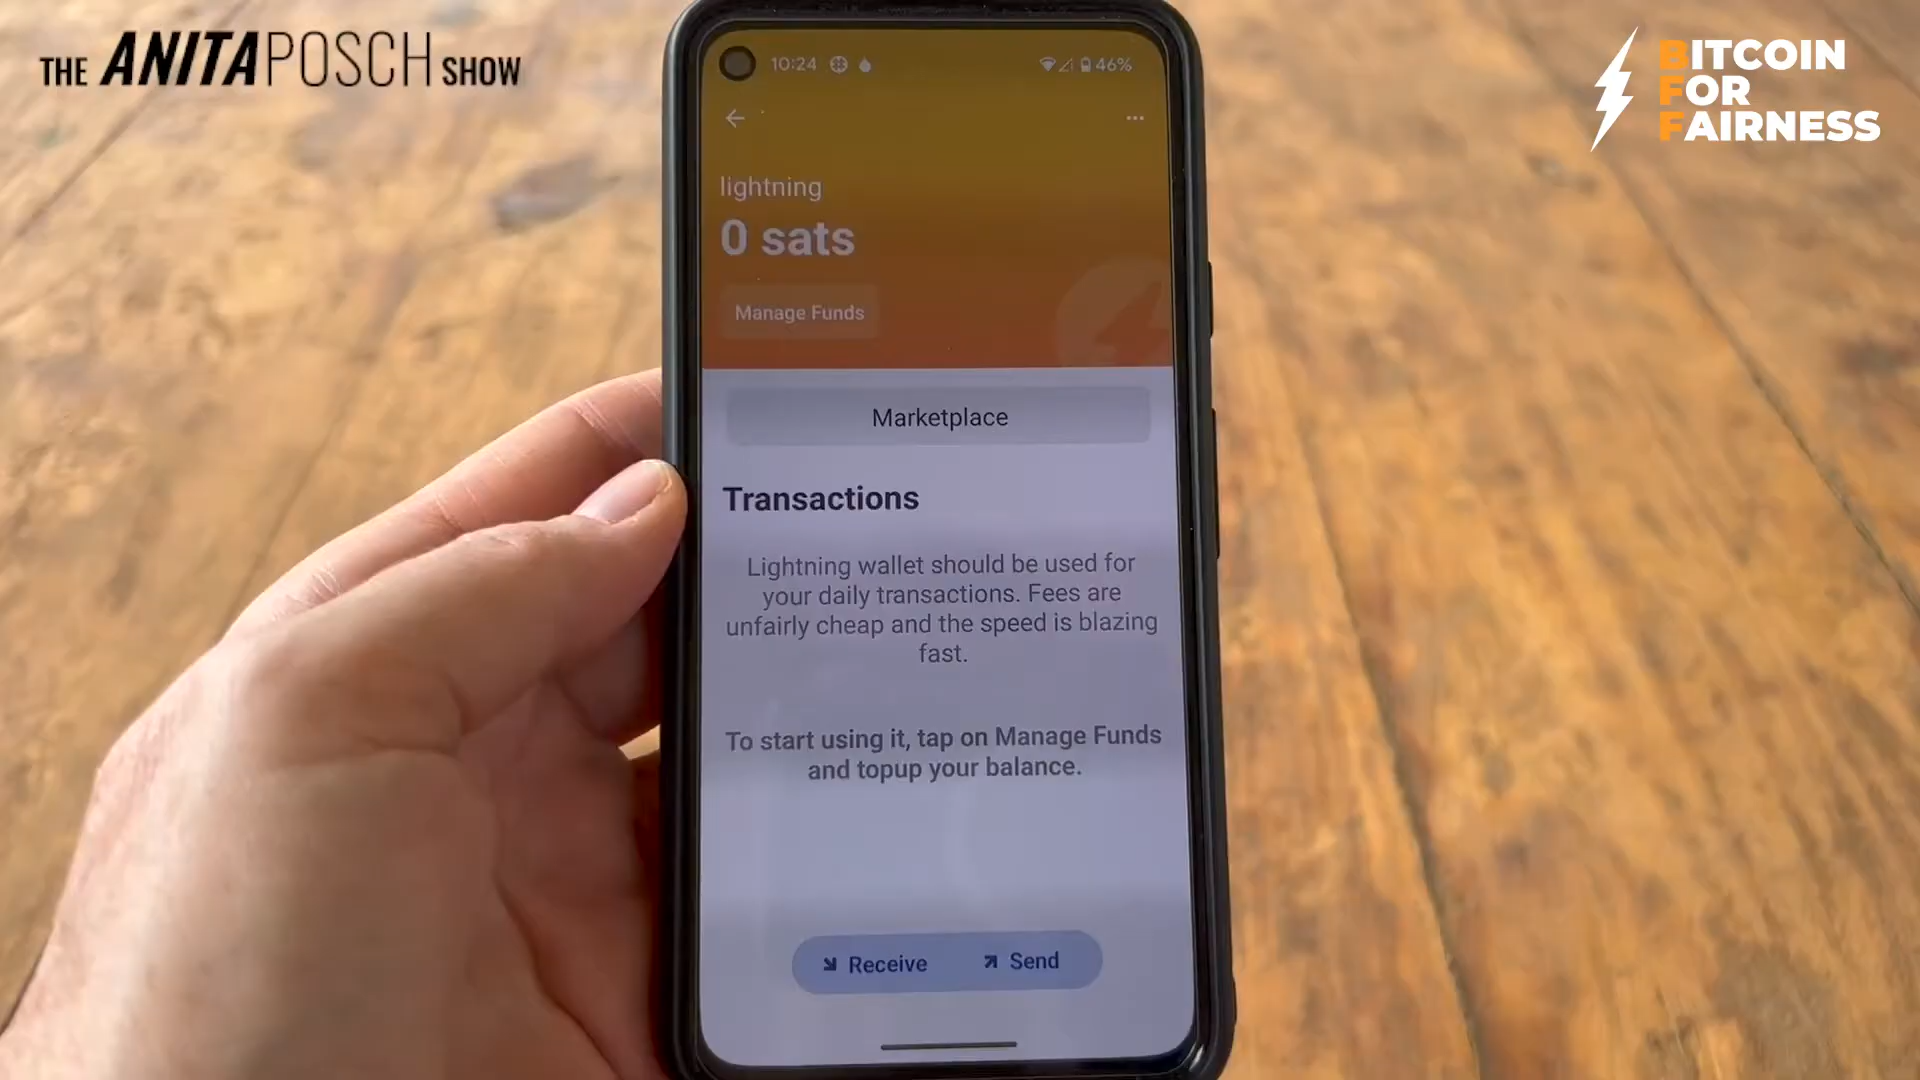 THE ANITA POSCH SHOW
BITCOIN
FOR
FAIRNESS
10:24
46%
lightning
0 sats
Manage Funds
Marketplace
Transactions
Lightning wallet should be used for
your daily transactions. Fees are
unfairly cheap and the speed is blazing
fast.
To start using it, tap on Manage Funds
and topup your balance.
Receive
Send